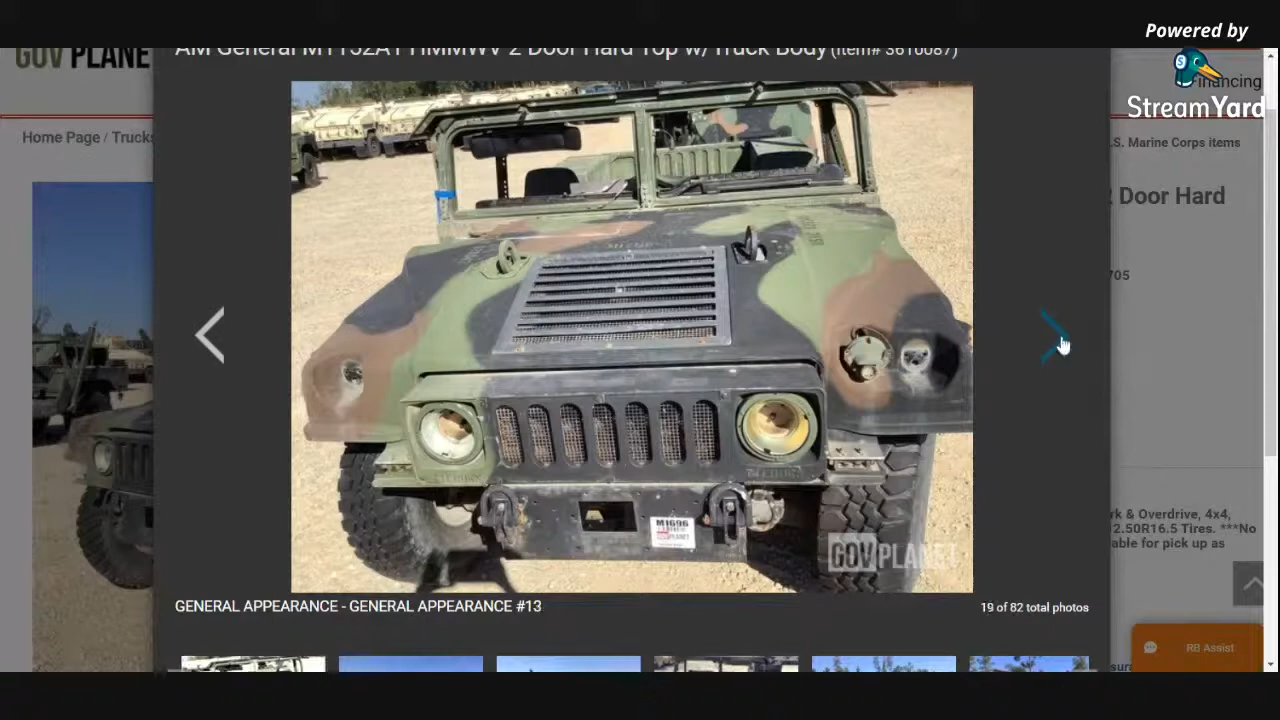 Powered by
StreamYard
GOV PLANE
AM General M1152A1 HMMWV 2 Door Hard Top w/ Truck Body (Item# 3610087)
Financing
Home Page / Trucks
.S. Marine Corps items
2 Door Hard
705
rk & Overdrive, 4x4,
2.50R16.5 Tires. ***No
able for pick up as
M1696
GOVPLANET
GENERAL APPEARANCE - GENERAL APPEARANCE #13
19 of 82 total photos
RB Assist